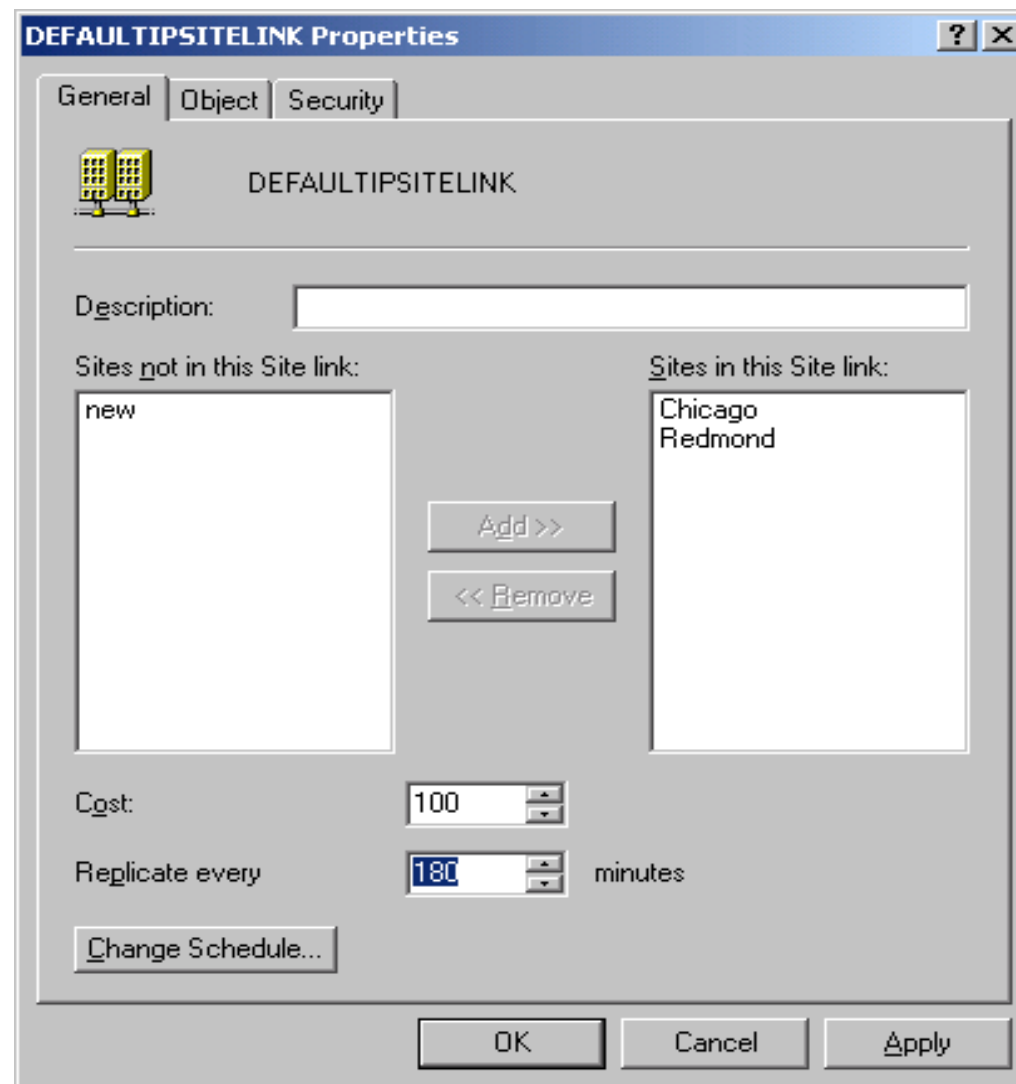 DEFAULTIPSITELINK Properties
General Object Security
DEFAULTIPSITELINK
Description:
Sites not in this Site link:
new
Add >>
<< Remove
Sites in this Site link:
Chicago
Redmond
Cost: 100
Replicate every 180 minutes
Change Schedule...
OK Cancel Apply